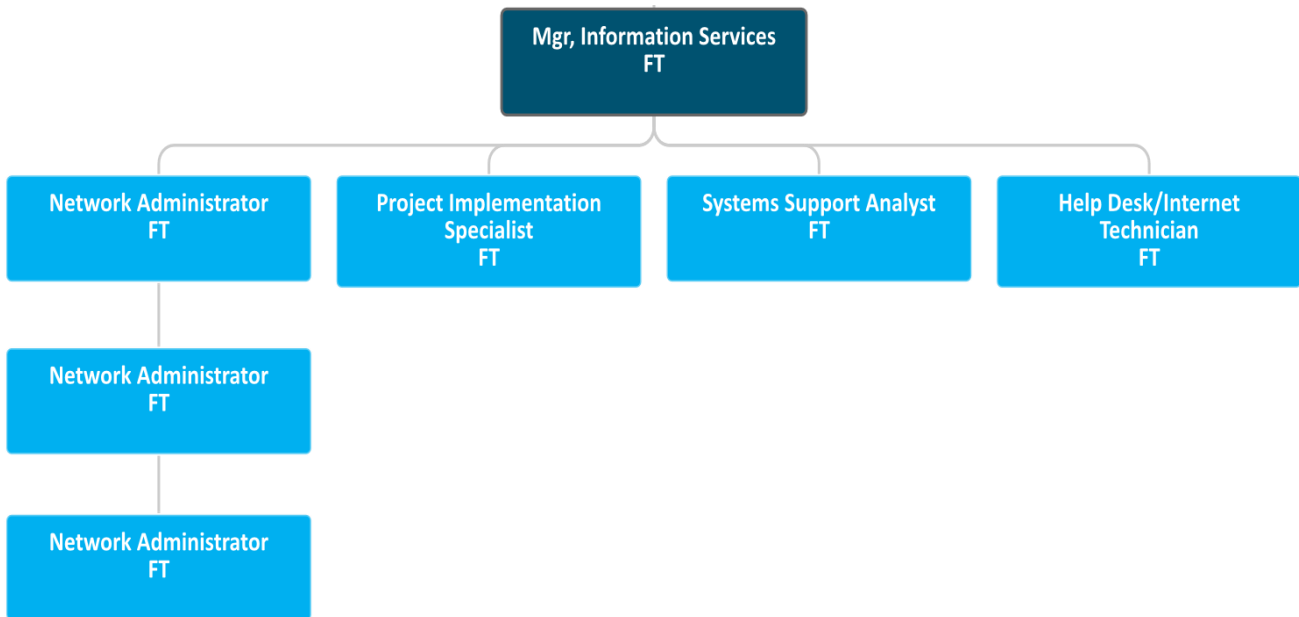 Mgr, Information Services
FT
Network Administrator
FT
Project Implementation
Specialist
FT
Systems Support Analyst
FT
Help Desk/Internet
Technician
FT
Network Administrator
FT
Network Administrator
FT